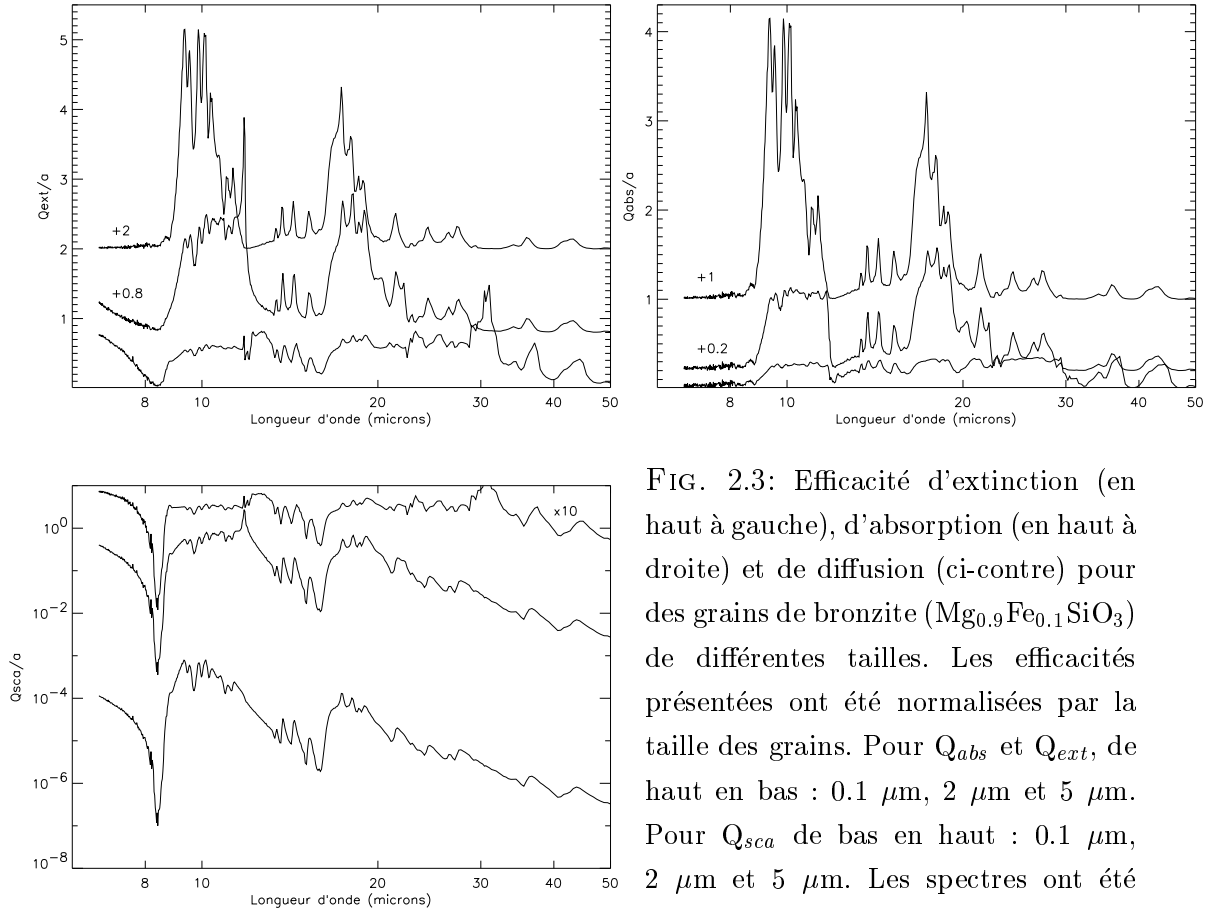 5
4
3
2
1
Qext/a
+2
+0.8
8
10
20
30
40
50
Longueur d'onde (microns)
4
3
2
1
Qabs/a
+1
+0.2
8
10
20
30
40
50
Longueur d'onde (microns)
10^0
10^-2
10^-4
10^-6
10^-8
Qsca/a
x10
8
10
20
30
40
50
Longueur d'onde (microns)
FIG. 2.3: Efficacité d'extinction (en
haut à gauche), d'absorption (en haut à
droite) et de diffusion (ci-contre) pour
des grains de bronzite (Mg₀.₉Fe₀.₁SiO₃)
de différentes tailles. Les efficacités
présentées ont été normalisées par la
taille des grains. Pour Q_abs et Q_ext, de
haut en bas : 0.1 μm, 2 μm et 5 μm.
Pour Q_sca de bas en haut : 0.1 μm,
2 μm et 5 μm. Les spectres ont été